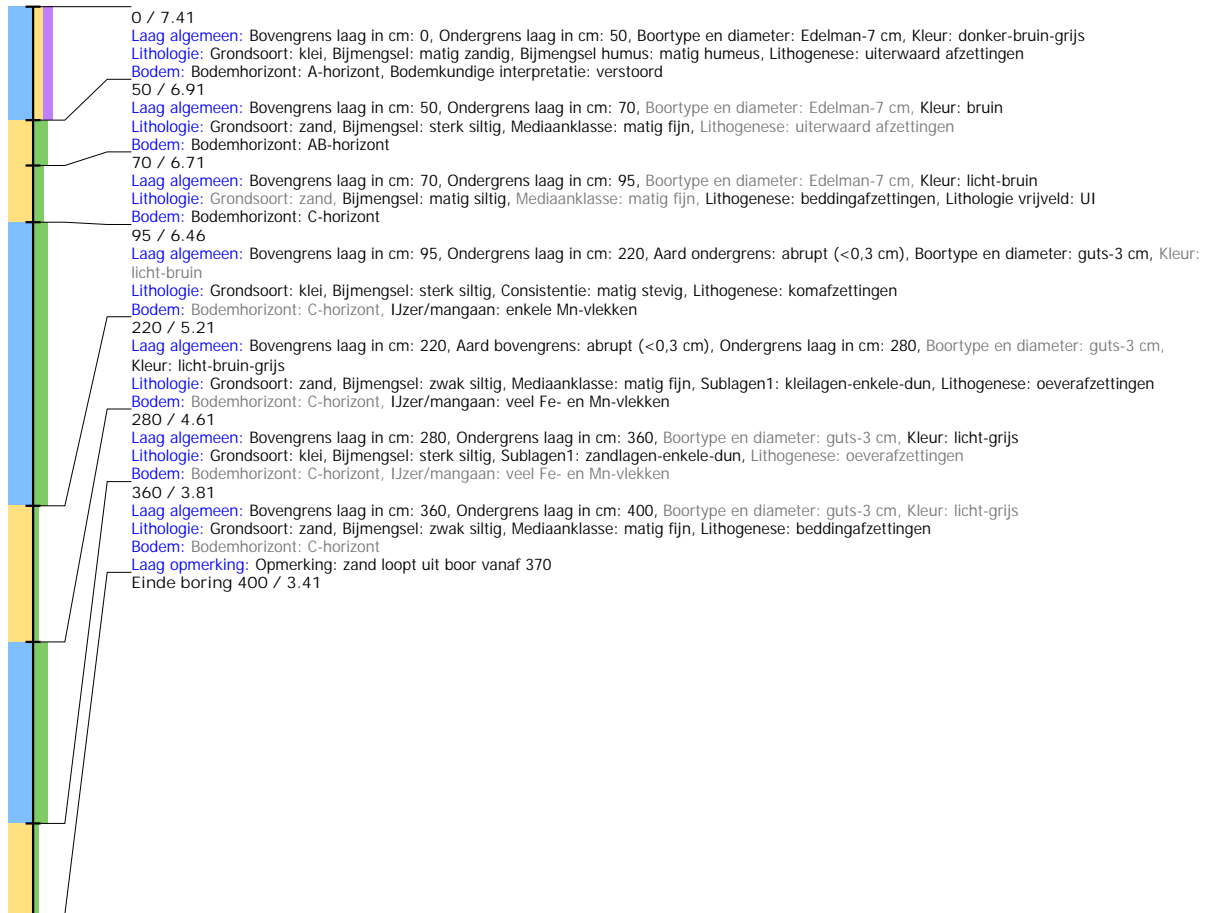 0 / 7.41
Laag algemeen: Bovengrens laag in cm: 0, Ondergrens laag in cm: 50, Boortype en diameter: Edelman-7 cm, Kleur: donker-bruin-grijs
Lithologie: Grondsoort: klei, Bijmengsel: matig zandig, Bijmengsel humus: matig humeus, Lithogenese: uiterwaard afzettingen
Bodem: Bodemhorizont: A-horizont, Bodemkundige interpretatie: verstoord
50 / 6.91
Laag algemeen: Bovengrens laag in cm: 50, Ondergrens laag in cm: 70, Boortype en diameter: Edelman-7 cm, Kleur: bruin
Lithologie: Grondsoort: zand, Bijmengsel: sterk siltig, Mediaanklasse: matig fijn, Lithogenese: uiterwaard afzettingen
Bodem: Bodemhorizont: AB-horizont
70 / 6.71
Laag algemeen: Bovengrens laag in cm: 70, Ondergrens laag in cm: 95, Boortype en diameter: Edelman-7 cm, Kleur: licht-bruin
Lithologie: Grondsoort: zand, Bijmengsel: matig siltig, Mediaanklasse: matig fijn, Lithogenese: beddingafzettingen, Lithologie vrijveld: UI
Bodem: Bodemhorizont: C-horizont
95 / 6.46
Laag algemeen: Bovengrens laag in cm: 95, Ondergrens laag in cm: 220, Aard ondergrens: abrupt (<0,3 cm), Boortype en diameter: guts-3 cm, Kleur:
licht-bruin
Lithologie: Grondsoort: klei, Bijmengsel: sterk siltig, Consistentie: matig stevig, Lithogenese: komafzettingen
Bodem: Bodemhorizont: C-horizont, IJzer/mangaan: enkele Mn-vlekken
220 / 5.21
Laag algemeen: Bovengrens laag in cm: 220, Aard bovengrens: abrupt (<0,3 cm), Ondergrens laag in cm: 280, Boortype en diameter: guts-3 cm,
Kleur: licht-bruin-grijs
Lithologie: Grondsoort: zand, Bijmengsel: zwak siltig, Mediaanklasse: matig fijn, Sublagen1: kleilagen-enkele-dun, Lithogenese: oeverafzettingen
Bodem: Bodemhorizont: C-horizont, IJzer/mangaan: veel Fe- en Mn-vlekken
280 / 4.61
Laag algemeen: Bovengrens laag in cm: 280, Ondergrens laag in cm: 360, Boortype en diameter: guts-3 cm, Kleur: licht-grijs
Lithologie: Grondsoort: klei, Bijmengsel: sterk siltig, Sublagen1: zandlagen-enkele-dun, Lithogenese: oeverafzettingen
Bodem: Bodemhorizont: C-horizont, IJzer/mangaan: veel Fe- en Mn-vlekken
360 / 3.81
Laag algemeen: Bovengrens laag in cm: 360, Ondergrens laag in cm: 400, Boortype en diameter: guts-3 cm, Kleur: licht-grijs
Lithologie: Grondsoort: zand, Bijmengsel: zwak siltig, Mediaanklasse: matig fijn, Lithogenese: beddingafzettingen
Bodem: Bodemhorizont: C-horizont
Laag opmerking: Opmerking: zand loopt uit boor vanaf 370
Einde boring 400 / 3.41